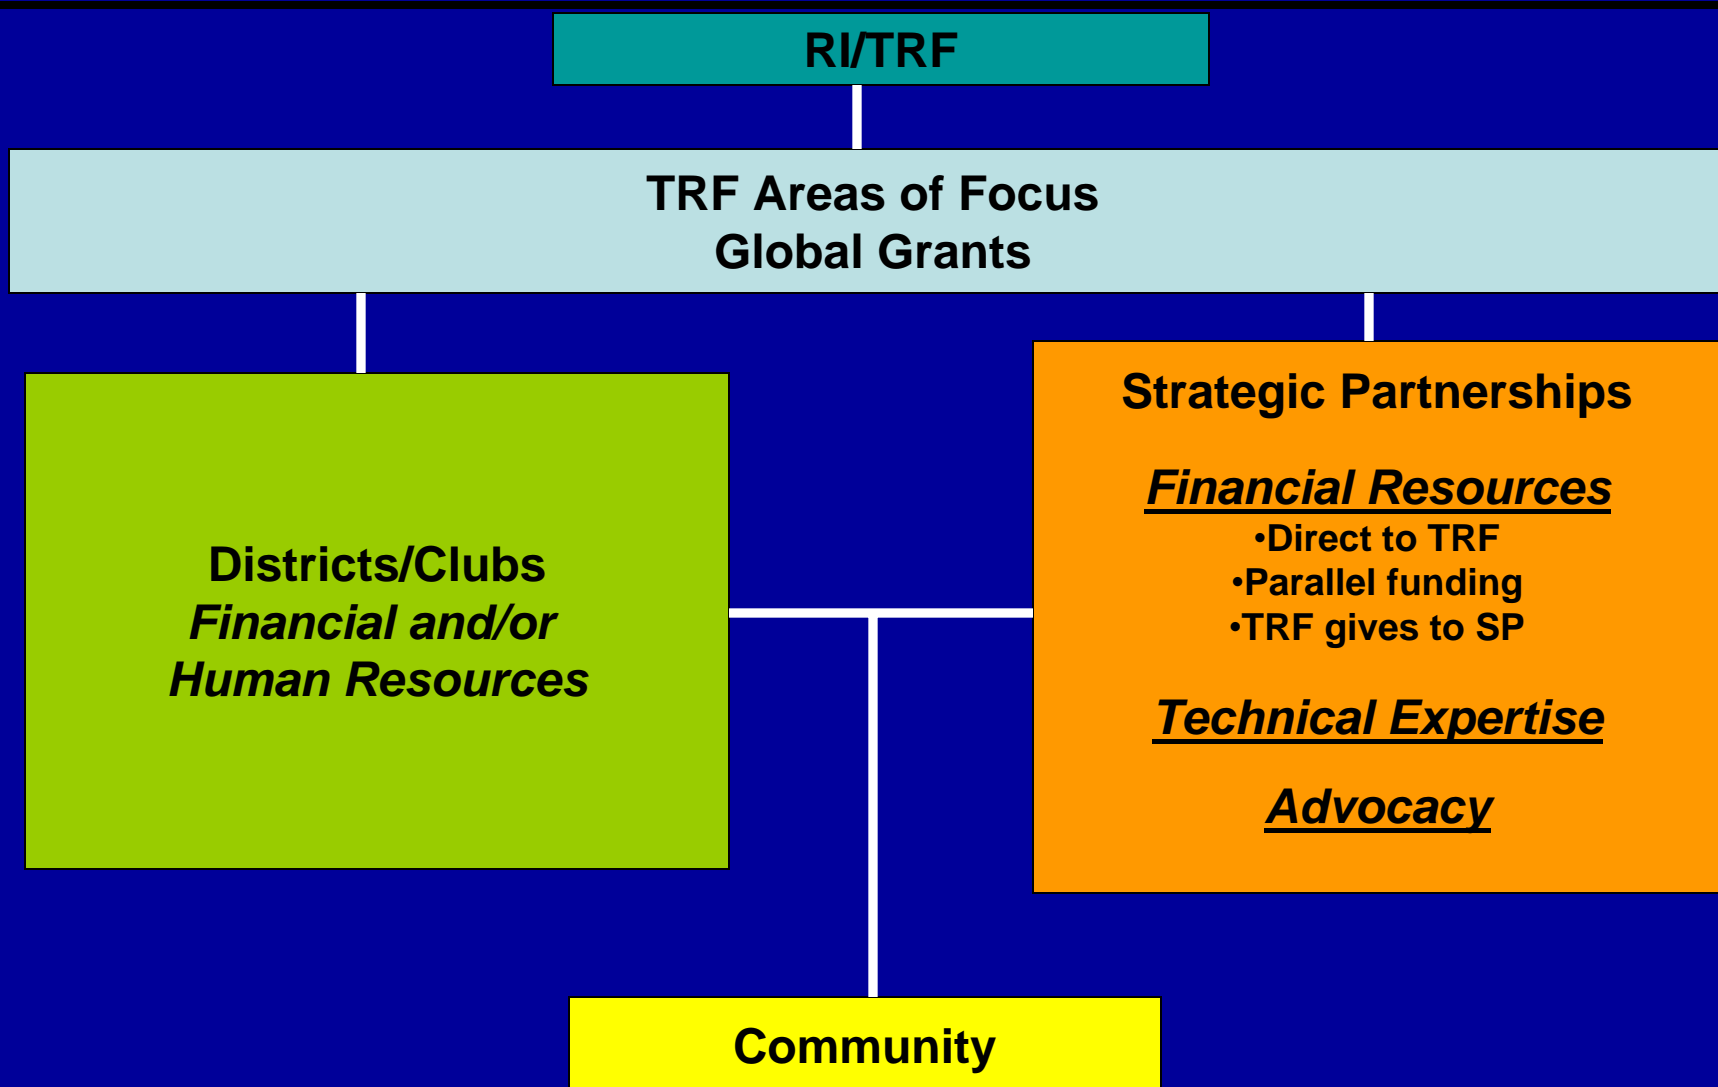 RI/TRF
TRF Areas of Focus
Global Grants
Districts/Clubs
Financial and/or
Human Resources
Strategic Partnerships
Financial Resources
•Direct to TRF
•Parallel funding
•TRF gives to SP
Technical Expertise
Advocacy
Community